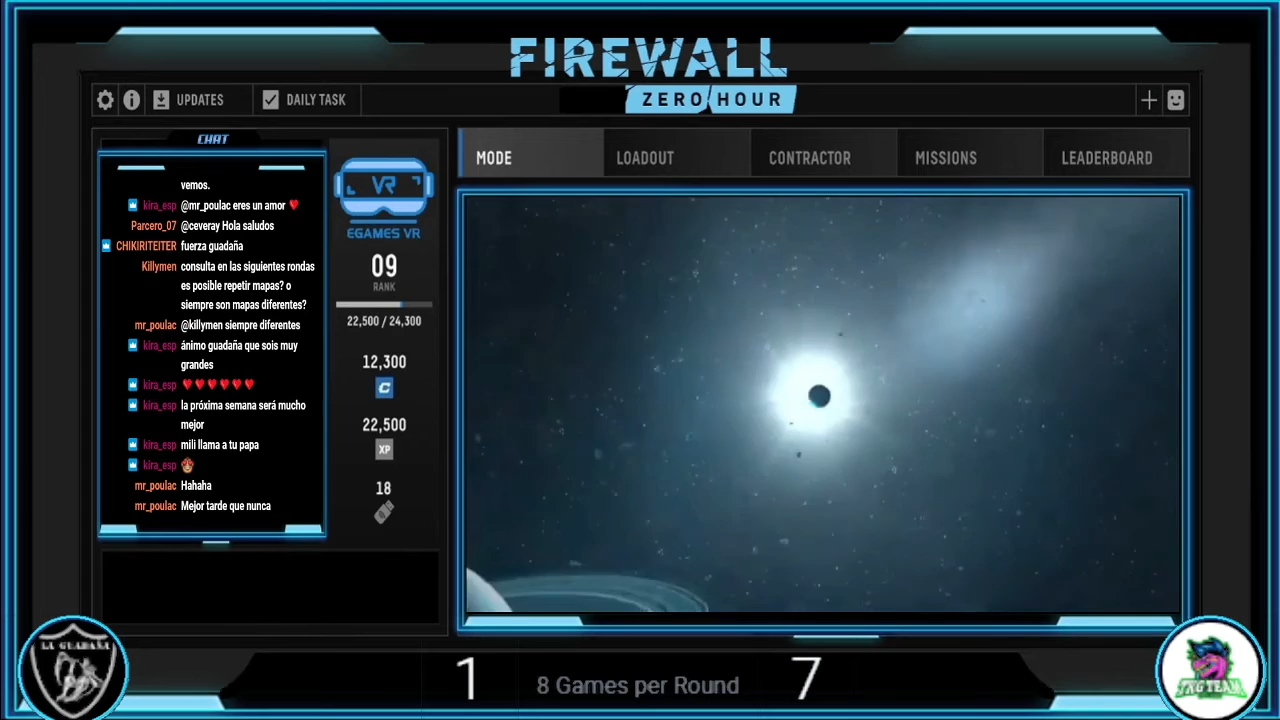 FIREWALL
ZERO HOUR
UPDATES
DAILY TASK
CHAT
vemos.
kira_esp @mr_poulac eres un amor
Parcero_07 @ceveray Hola saludos
CHIKIRITEITER fuerza guadaña
Killymen consulta en las siguientes rondas
es posible repetir mapas? o
siempre son mapas diferentes?
mr_poulac @killymen siempre diferentes
kira_esp ánimo guadaña que sois muy
grandes
kira_esp
kira_esp la próxima semana será mucho
mejor
kira_esp mili llama a tu papa
kira_esp
mr_poulac Hahaha
mr_poulac Mejor tarde que nunca
VR
EGAMES VR
09
RANK
22,500 / 24,300
12,300
C
22,500
XP
18
MODE
LOADOUT
CONTRACTOR
MISSIONS
LEADERBOARD
LA GUADAÑA
1
8 Games per Round
7